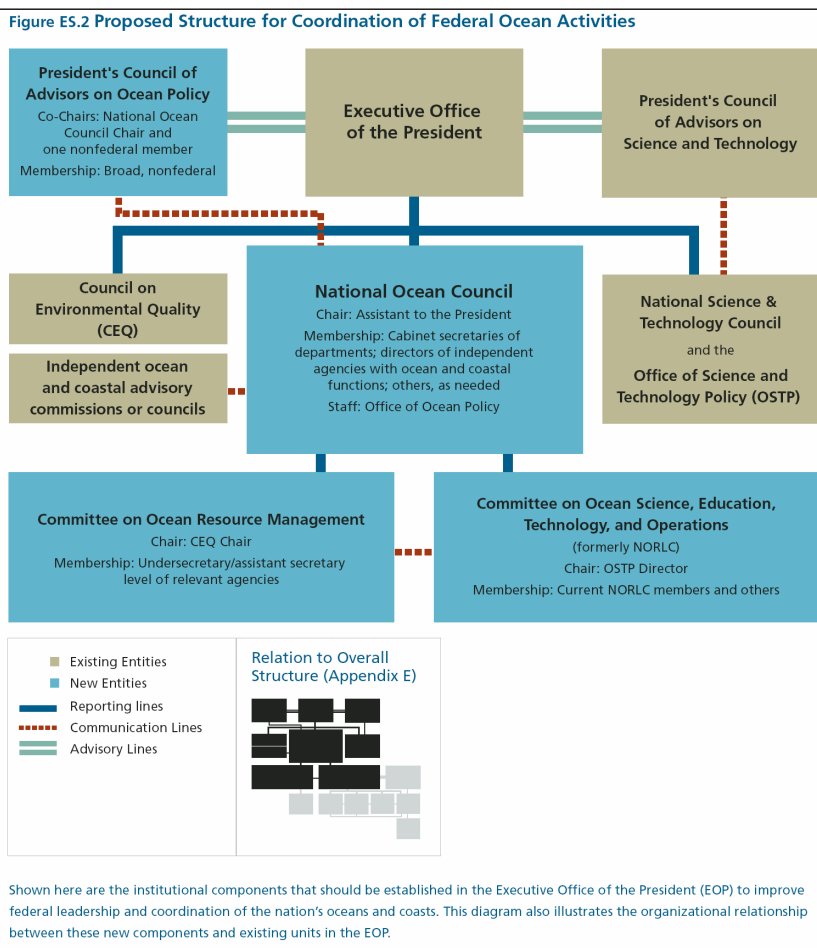 Figure ES.2 Proposed Structure for Coordination of Federal Ocean Activities
President's Council of
Advisors on Ocean Policy
Co-Chairs: National Ocean
Council Chair and
one nonfederal member
Membership: Broad, nonfederal
Executive Office
of the President
President's Council
of Advisors on
Science and Technology
Council on
Environmental Quality
(CEQ)
Independent ocean
and coastal advisory
commissions or councils
National Ocean Council
Chair: Assistant to the President
Membership: Cabinet secretaries of
departments; directors of independent
agencies with ocean and coastal
functions; others, as needed
Staff: Office of Ocean Policy
National Science &
Technology Council
and the
Office of Science and
Technology Policy (OSTP)
Committee on Ocean Resource Management
Chair: CEQ Chair
Membership: Undersecretary/assistant secretary
level of relevant agencies
Committee on Ocean Science, Education,
Technology, and Operations
(formerly NORLC)
Chair: OSTP Director
Membership: Current NORLC members and others
Existing Entities
New Entities
Reporting lines
Communication Lines
Advisory Lines
Relation to Overall
Structure (Appendix E)
Shown here are the institutional components that should be established in the Executive Office of the President (EOP) to improve
federal leadership and coordination of the nation’s oceans and coasts. This diagram also illustrates the organizational relationship
between these new components and existing units in the EOP.